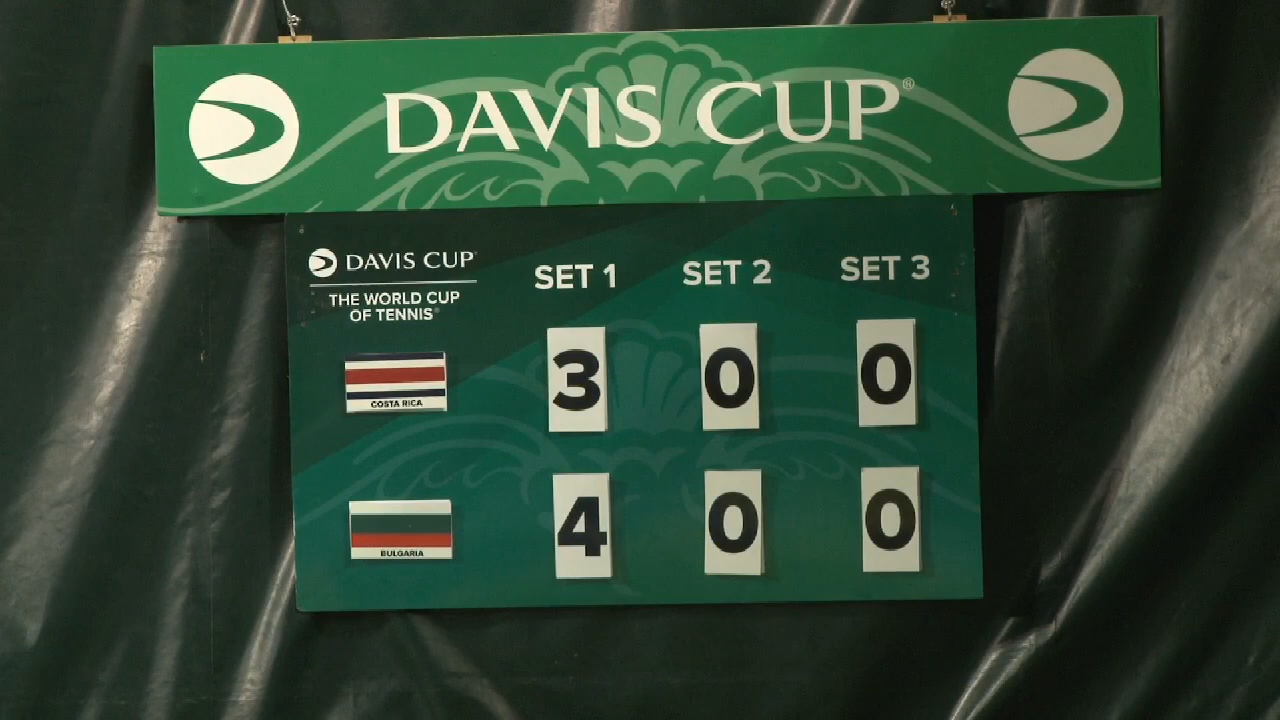 DAVIS CUP®
DAVIS CUP
THE WORLD CUP
OF TENNIS®
SET 1 SET 2 SET 3
COSTA RICA 3 0 0
BULGARIA 4 0 0